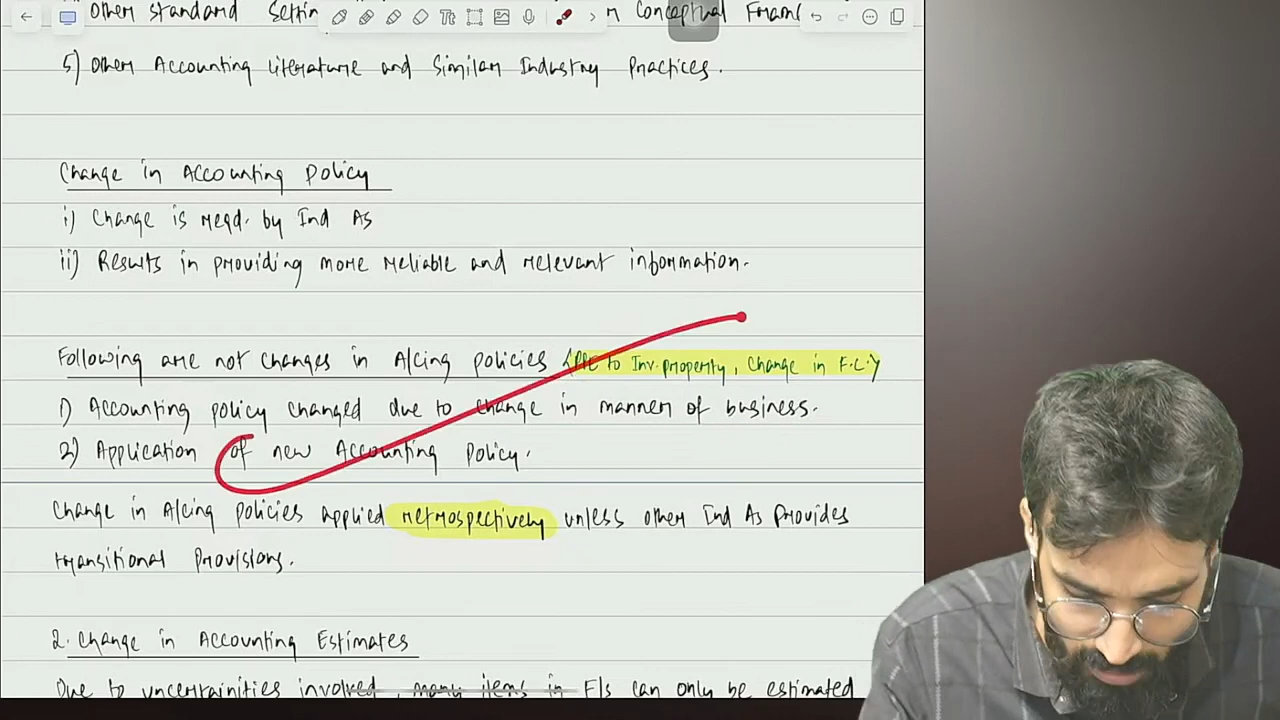 Other Standard Setting Conceptual Frame
5) Other Accounting Literature and Similar Industry Practices.
Change in Accounting Policy
i) Change is reqd. by Ind As
ii) Results in providing more reliable and relevant information.
Following are not changes in A/cing policies (PPE to Inv. property, Change in F.C.)
1) Accounting policy changed due to change in manner of business.
2) Application of new Accounting Policy.
Change in A/cing policies applied retrospectively unless other Ind As provides
transitional Provisions.
2. Change in Accounting Estimates
Due to uncertainities involved, many items in FIs can only be estimated